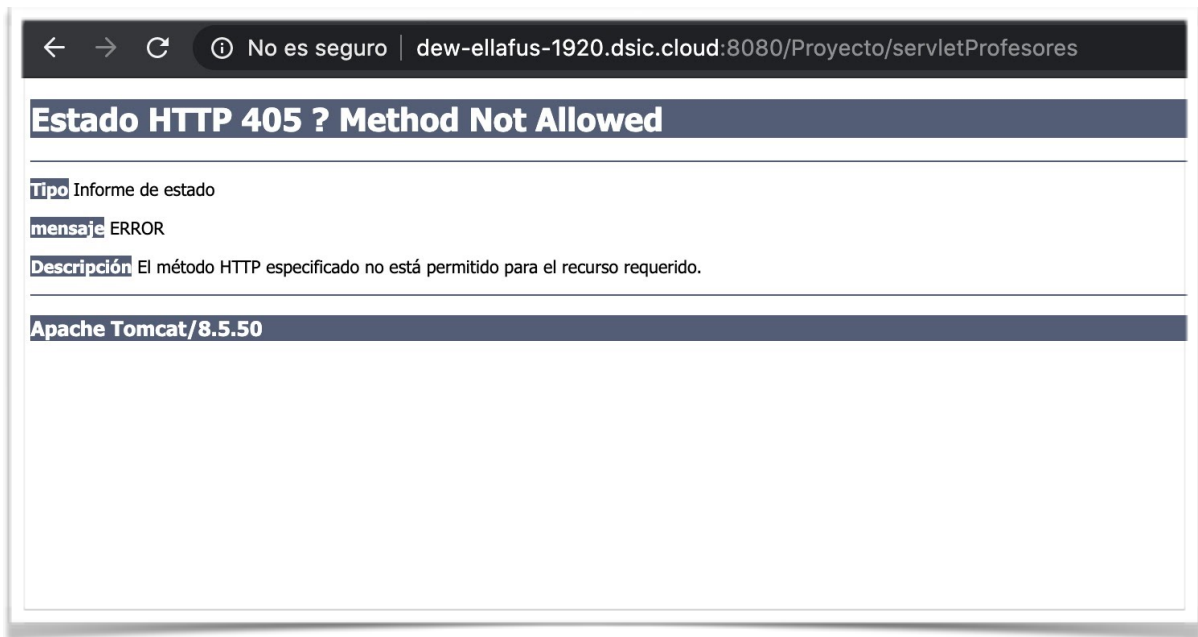 No es seguro | dew-ellafus-1920.dsic.cloud:8080/Proyecto/servletProfesores
Estado HTTP 405 ? Method Not Allowed
Tipo Informe de estado
mensaje ERROR
Descripción El método HTTP especificado no está permitido para el recurso requerido.
Apache Tomcat/8.5.50